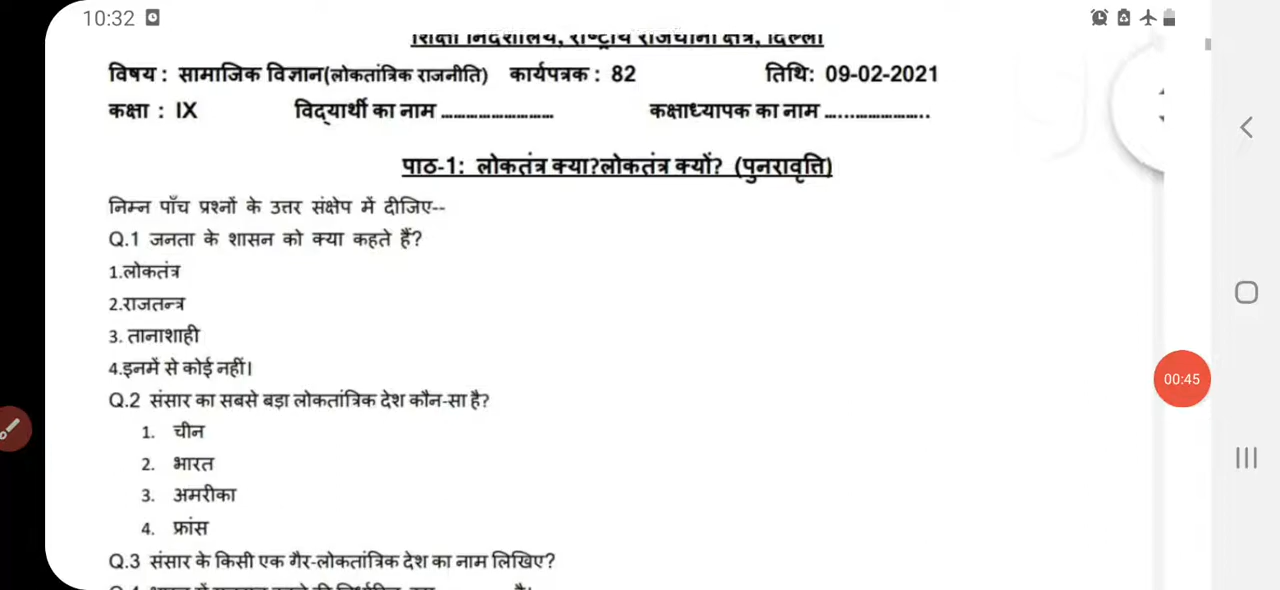 10:32
शिक्षा निदेशालय, राष्ट्रीय राजधानी क्षेत्र, दिल्ली
विषय : सामाजिक विज्ञान(लोकतांत्रिक राजनीति) कार्यपत्रक : 82 तिथि: 09-02-2021
कक्षा : IX विद्यार्थी का नाम ........................ कक्षाध्यापक का नाम .......................
पाठ-1: लोकतंत्र क्या?लोकतंत्र क्यों? (पुनरावृत्ति)
निम्न पाँच प्रश्नों के उत्तर संक्षेप में दीजिए--
Q.1 जनता के शासन को क्या कहते हैं?
1.लोकतंत्र
2.राजतन्त्र
3. तानाशाही
4.इनमें से कोई नहीं।
Q.2 संसार का सबसे बड़ा लोकतांत्रिक देश कौन-सा है?
1. चीन
2. भारत
3. अमरीका
4. फ्रांस
00:45
Q.3 संसार के किसी एक गैर-लोकतांत्रिक देश का नाम लिखिए?